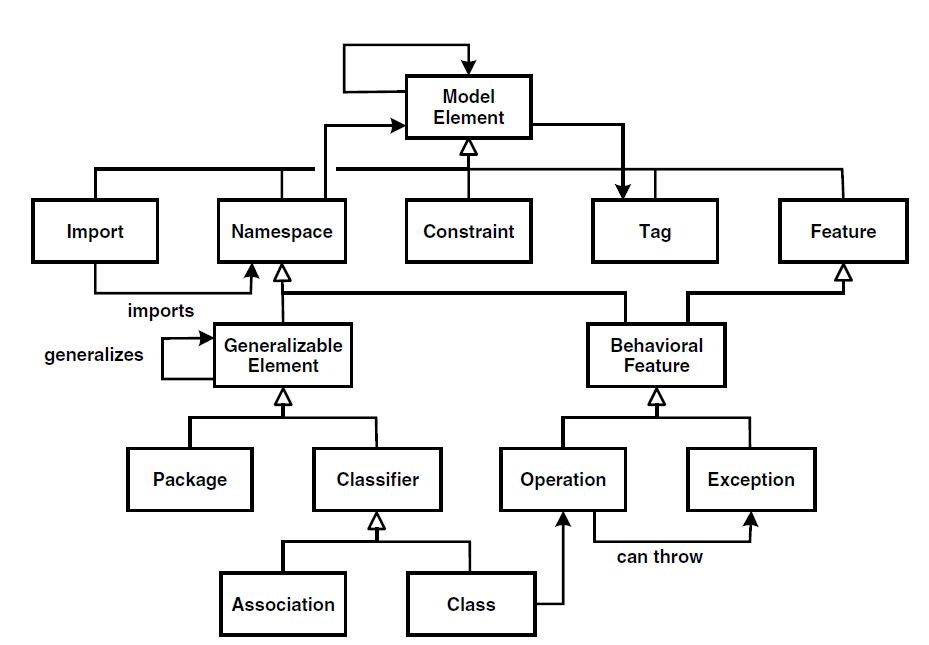 Model
Element
Import
Namespace
Constraint
Tag
Feature
imports
generalizes
Generalizable
Element
Behavioral
Feature
Package
Classifier
Operation
Exception
can throw
Association
Class